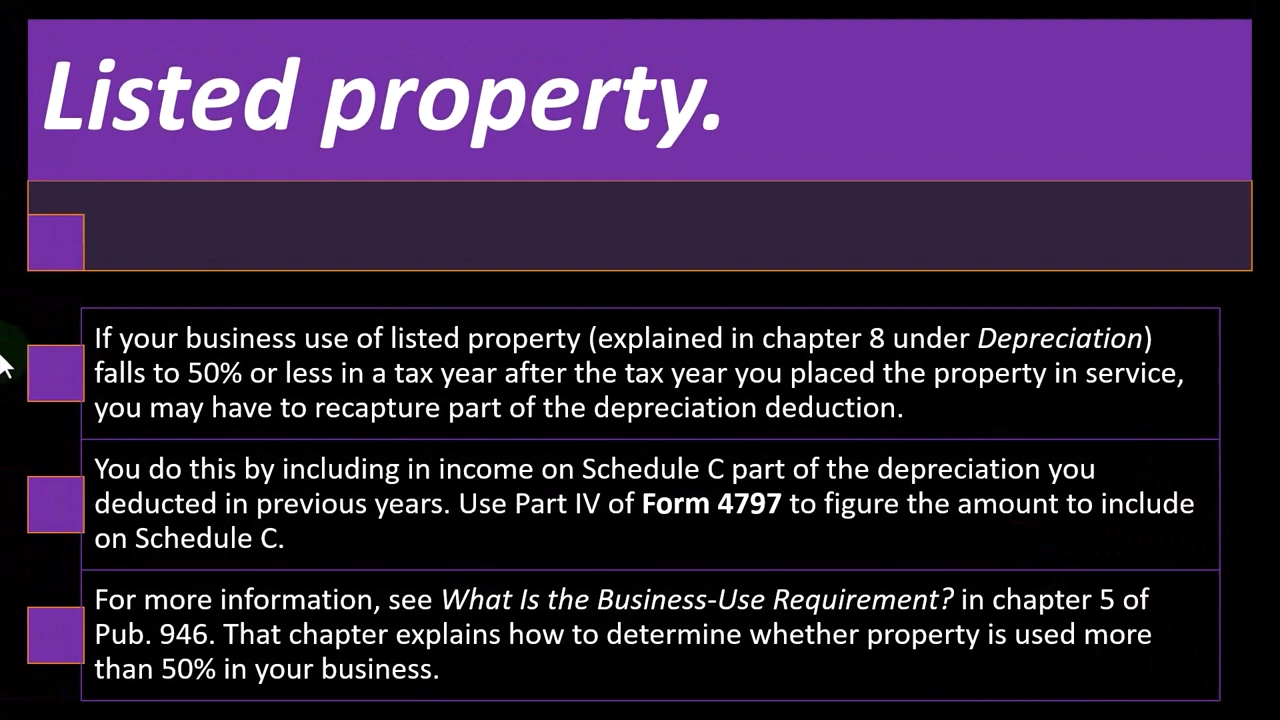 Listed property.
If your business use of listed property (explained in chapter 8 under Depreciation)
falls to 50% or less in a tax year after the tax year you placed the property in service,
you may have to recapture part of the depreciation deduction.
You do this by including in income on Schedule C part of the depreciation you
deducted in previous years. Use Part IV of Form 4797 to figure the amount to include
on Schedule C.
For more information, see What Is the Business-Use Requirement? in chapter 5 of
Pub. 946. That chapter explains how to determine whether property is used more
than 50% in your business.